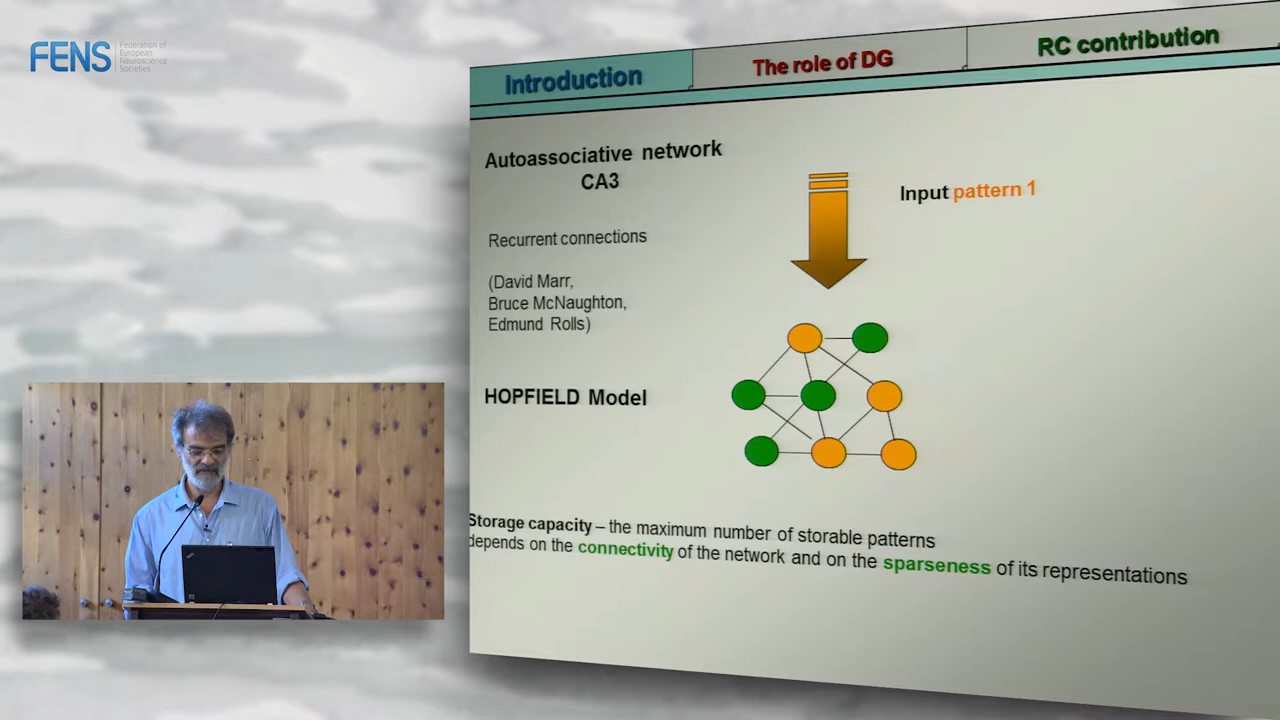 FENS
Federation of
European
Neuroscience
Societies
Introduction
The role of DG
RC contribution
Autoassociative network
CA3
Input pattern 1
Recurrent connections
(David Marr,
Bruce McNaughton,
Edmund Rolls)
HOPFIELD Model
Storage capacity – the maximum number of storable patterns
depends on the connectivity of the network and on the sparseness of its representations